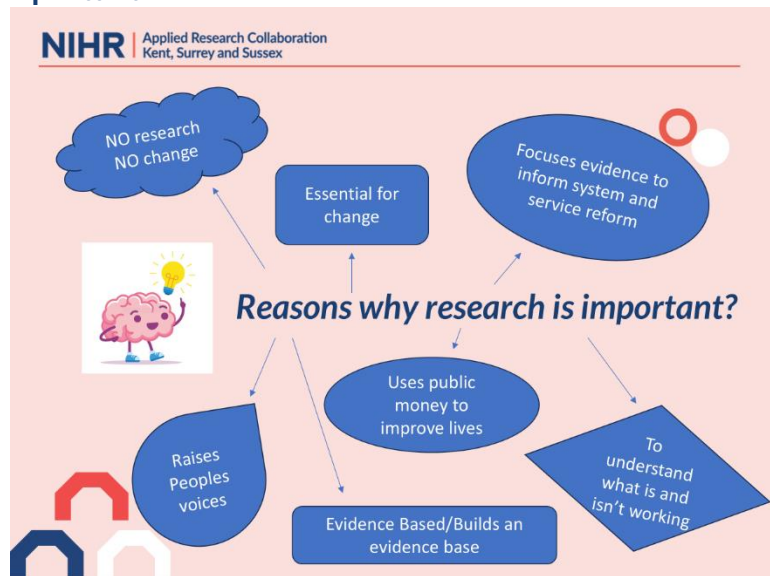 NIHR
Applied Research Collaboration
Kent, Surrey and Sussex
NO research
NO change
Essential for
change
Focuses evidence to
inform system and
service reform
Reasons why research is important?
Uses public
money to
improve lives
Raises
Peoples
voices
To
understand
what is and
isn't working
Evidence Based/Builds an
evidence base